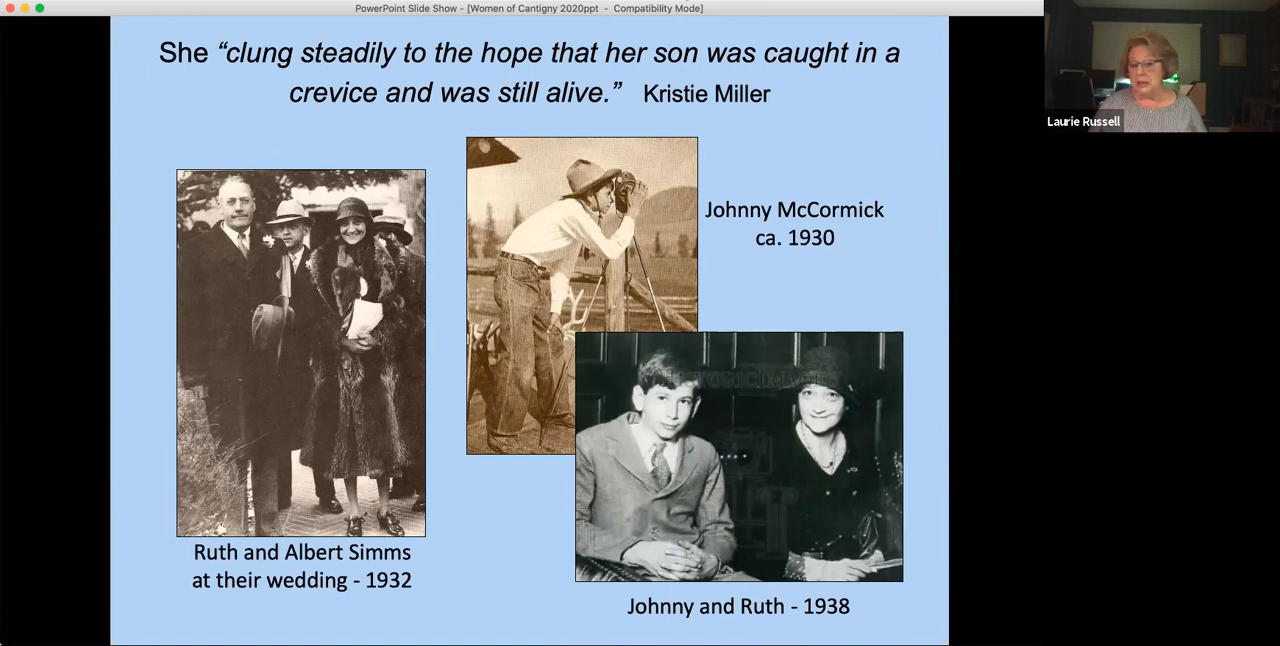 PowerPoint Slide Show - [Women of Cantigny 2020ppt - Compatibility Mode]
She “clung steadily to the hope that her son was caught in a
crevice and was still alive.” Kristie Miller
Laurie Russell
Johnny McCormick
ca. 1930
Ruth and Albert Simms
at their wedding - 1932
Johnny and Ruth - 1938